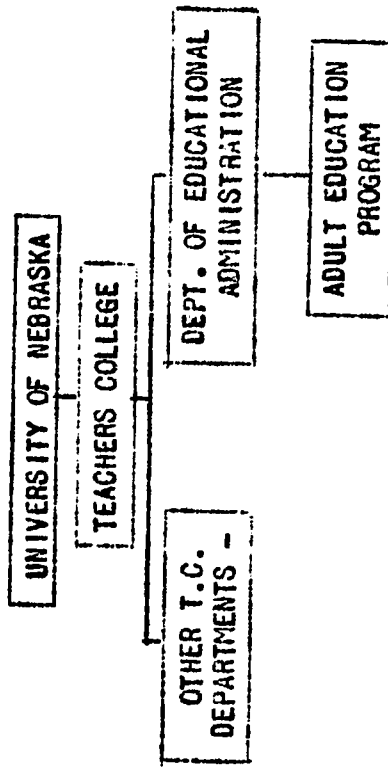 UNIVERSITY OF NEBRASKA
TEACHERS COLLEGE
OTHER T.C.
DEPARTMENTS -
DEPT. OF EDUCATIONAL
ADMINISTRATION
ADULT EDUCATION
PROGRAM